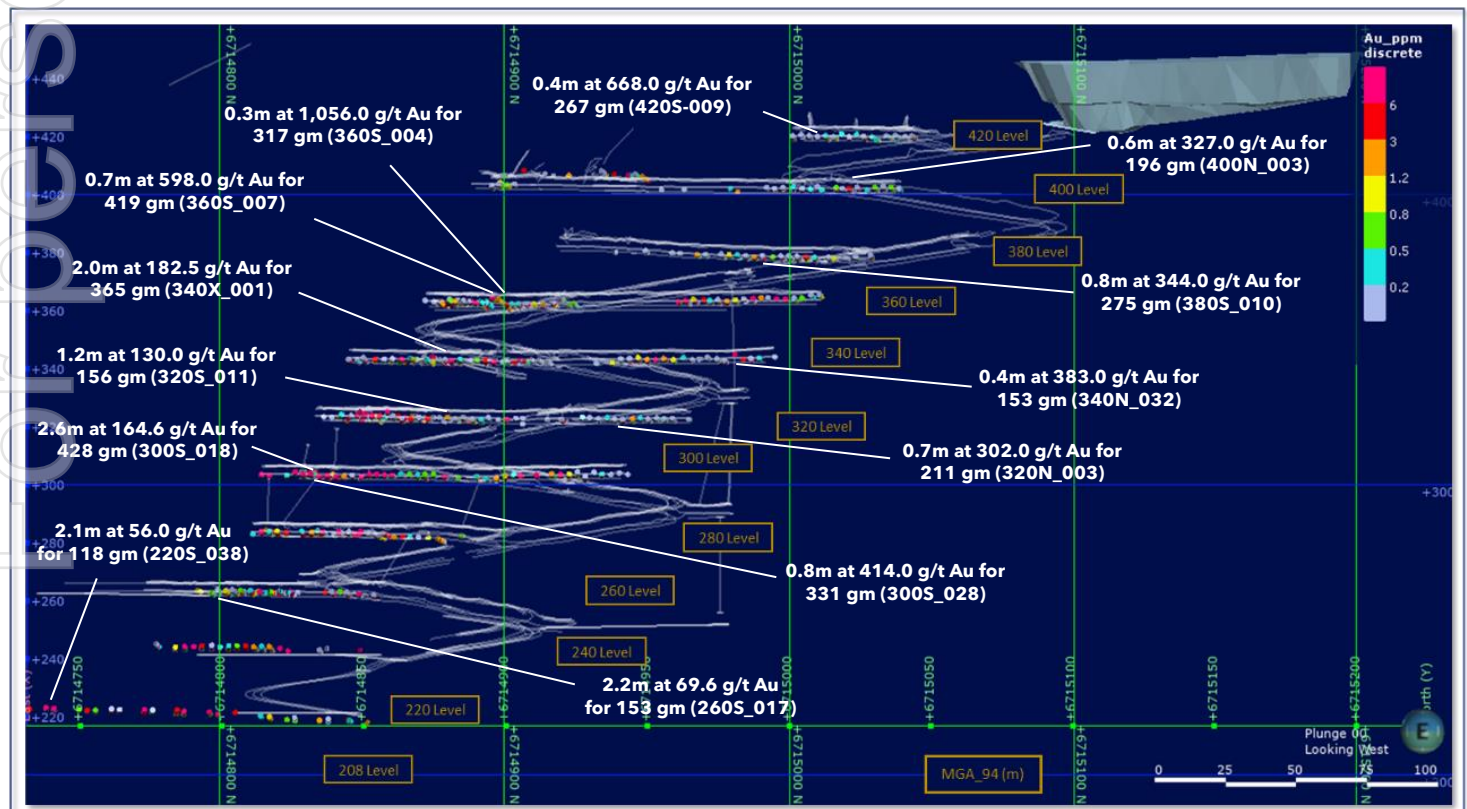 For personal use only
Au_ppm
discrete
6
3
1.2
0.8
0.5
0.2
+6714800 N
+6714900 N
+6715000 N
+6715100 N
+440
+420
+400
+380
+360
+340
+300
+280
+260
+240
+220
0.4m at 668.0 g/t Au for
267 gm (420S-009)
0.3m at 1,056.0 g/t Au for
317 gm (360S_004)
420 Level
0.6m at 327.0 g/t Au for
196 gm (400N_003)
0.7m at 598.0 g/t Au for
419 gm (360S_007)
400 Level
380 Level
2.0m at 182.5 g/t Au for
365 gm (340X_001)
0.8m at 344.0 g/t Au for
275 gm (380S_010)
360 Level
1.2m at 130.0 g/t Au for
156 gm (320S_011)
340 Level
0.4m at 383.0 g/t Au for
153 gm (340N_032)
2.6m at 164.6 g/t Au for
428 gm (300S_018)
320 Level
300 Level
0.7m at 302.0 g/t Au for
211 gm (320N_003)
+300
2.1m at 56.0 g/t Au
for 118 gm (220S_038)
280 Level
0.8m at 414.0 g/t Au for
331 gm (300S_028)
260 Level
240 Level
2.2m at 69.6 g/t Au
for 153 gm (260S_017)
220 Level
208 Level
+6714750
+6714800
+6714850
+6714900
+6715000
+6715050
+6715100
+6715150
+6715200
Plunge 00
Looking West
E
MGA_94 (m)
0 25 50 75 100
+6714800 N
+6714900 N
+6715000 N
+6715100 N